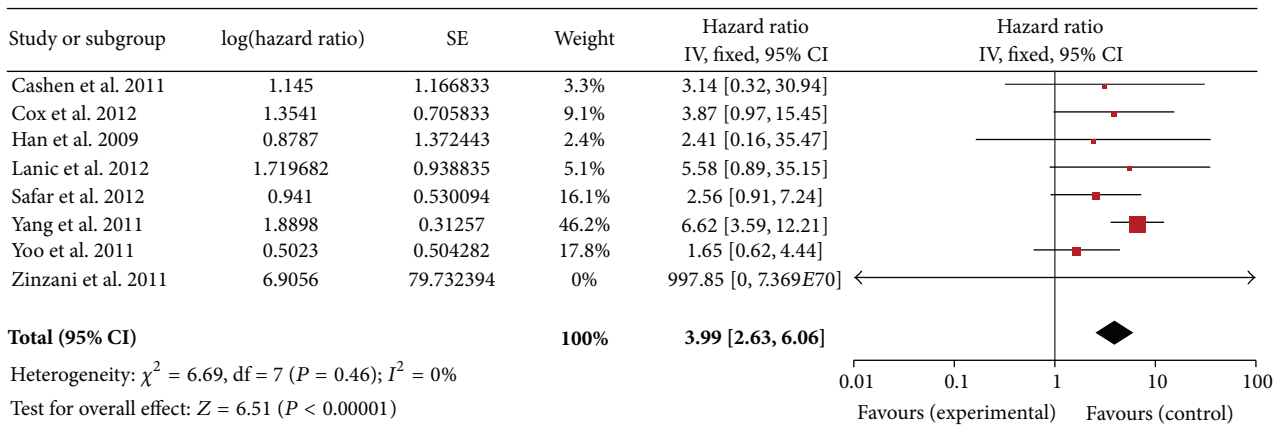 Study or subgroup log(hazard ratio) SE Weight Hazard ratio Hazard ratio
IV, fixed, 95% CI IV, fixed, 95% CI
Cashen et al. 2011 1.145 1.166833 3.3% 3.14 [0.32, 30.94]
Cox et al. 2012 1.3541 0.705833 9.1% 3.87 [0.97, 15.45]
Han et al. 2009 0.8787 1.372443 2.4% 2.41 [0.16, 35.47]
Lanic et al. 2012 1.719682 0.938835 5.1% 5.58 [0.89, 35.15]
Safar et al. 2012 0.941 0.530094 16.1% 2.56 [0.91, 7.24]
Yang et al. 2011 1.8898 0.31257 46.2% 6.62 [3.59, 12.21]
Yoo et al. 2011 0.5023 0.504282 17.8% 1.65 [0.62, 4.44]
Zinzani et al. 2011 6.9056 79.732394 0% 997.85 [0, 7.369E70]
Total (95% CI) 100% 3.99 [2.63, 6.06]
Heterogeneity: χ² = 6.69, df = 7 (P = 0.46); I² = 0%
Test for overall effect: Z = 6.51 (P < 0.00001)
0.01 0.1 1 10 100
Favours (experimental) Favours (control)